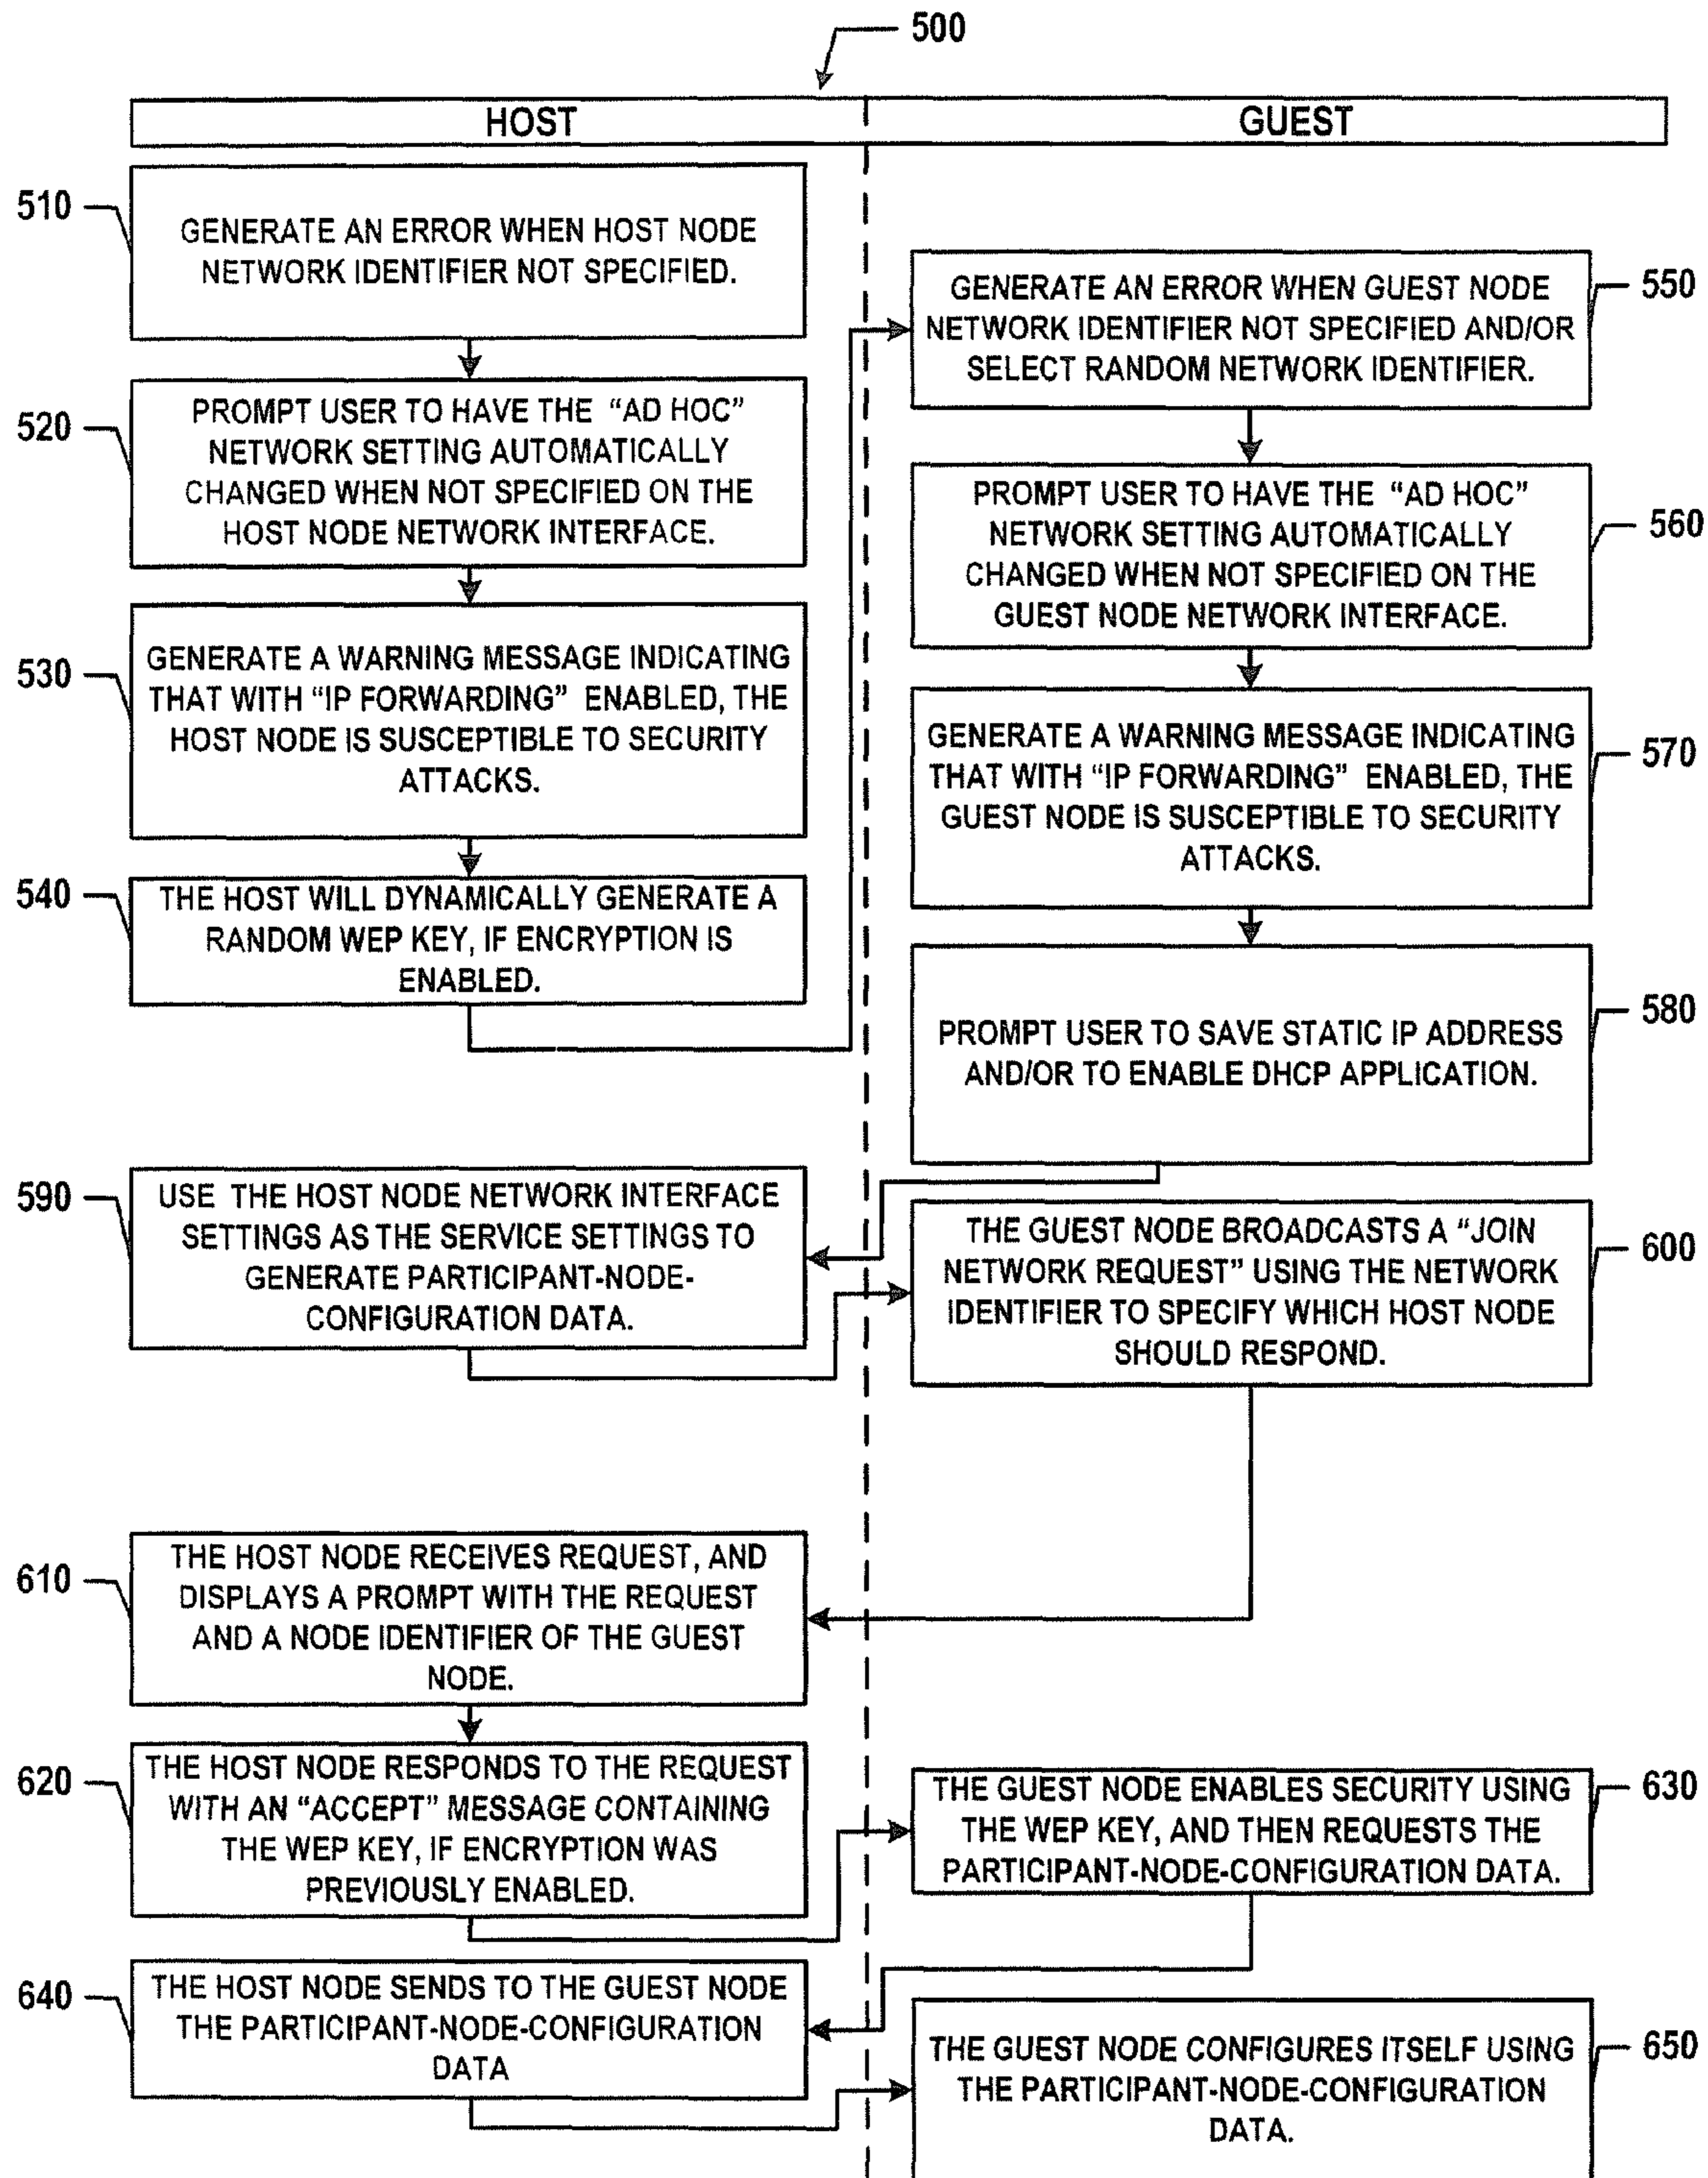 500
HOST
GUEST
510
GENERATE AN ERROR WHEN HOST NODE
NETWORK IDENTIFIER NOT SPECIFIED.
520
PROMPT USER TO HAVE THE “AD HOC”
NETWORK SETTING AUTOMATICALLY
CHANGED WHEN NOT SPECIFIED ON THE
HOST NODE NETWORK INTERFACE.
530
GENERATE A WARNING MESSAGE INDICATING
THAT WITH “IP FORWARDING” ENABLED, THE
HOST NODE IS SUSCEPTIBLE TO SECURITY
ATTACKS.
540
THE HOST WILL DYNAMICALLY GENERATE A
RANDOM WEP KEY, IF ENCRYPTION IS
ENABLED.
550
GENERATE AN ERROR WHEN GUEST NODE
NETWORK IDENTIFIER NOT SPECIFIED AND/OR
SELECT RANDOM NETWORK IDENTIFIER.
560
PROMPT USER TO HAVE THE “AD HOC”
NETWORK SETTING AUTOMATICALLY
CHANGED WHEN NOT SPECIFIED ON THE
GUEST NODE NETWORK INTERFACE.
570
GENERATE A WARNING MESSAGE INDICATING
THAT WITH “IP FORWARDING” ENABLED, THE
GUEST NODE IS SUSCEPTIBLE TO SECURITY
ATTACKS.
580
PROMPT USER TO SAVE STATIC IP ADDRESS
AND/OR TO ENABLE DHCP APPLICATION.
590
USE THE HOST NODE NETWORK INTERFACE
SETTINGS AS THE SERVICE SETTINGS TO
GENERATE PARTICIPANT-NODE-
CONFIGURATION DATA.
600
THE GUEST NODE BROADCASTS A “JOIN
NETWORK REQUEST” USING THE NETWORK
IDENTIFIER TO SPECIFY WHICH HOST NODE
SHOULD RESPOND.
610
THE HOST NODE RECEIVES REQUEST, AND
DISPLAYS A PROMPT WITH THE REQUEST
AND A NODE IDENTIFIER OF THE GUEST
NODE.
620
THE HOST NODE RESPONDS TO THE REQUEST
WITH AN “ACCEPT” MESSAGE CONTAINING
THE WEP KEY, IF ENCRYPTION WAS
PREVIOUSLY ENABLED.
630
THE GUEST NODE ENABLES SECURITY USING
THE WEP KEY, AND THEN REQUESTS THE
PARTICIPANT-NODE-CONFIGURATION DATA.
640
THE HOST NODE SENDS TO THE GUEST NODE
THE PARTICIPANT-NODE-CONFIGURATION
DATA
650
THE GUEST NODE CONFIGURES ITSELF USING
THE PARTICIPANT-NODE-CONFIGURATION
DATA.